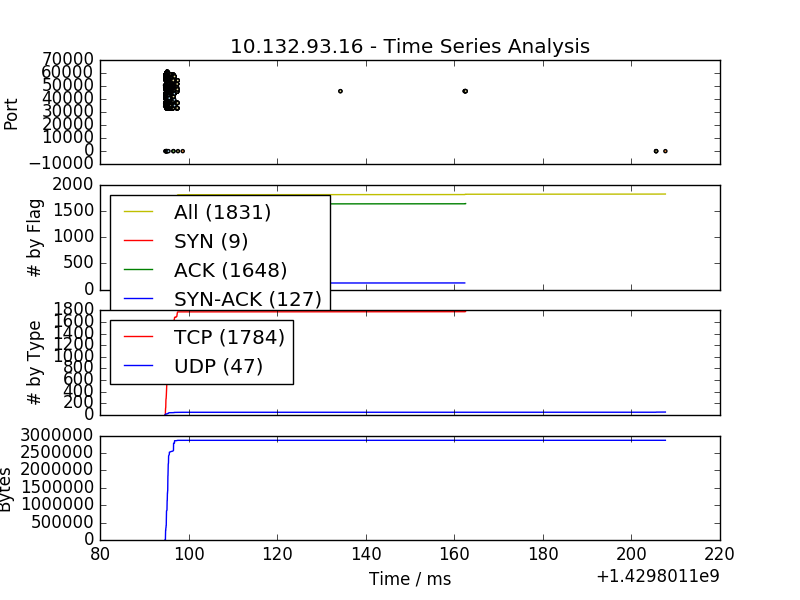 10.132.93.16 - Time Series Analysis
70000
60000
50000
40000
30000
20000
10000
0
−10000
Port
2000
1500
1000
500
0
# by Flag
All (1831)
SYN (9)
ACK (1648)
SYN-ACK (127)
1800
1600
1400
1200
1000
800
600
400
200
0
# by Type
TCP (1784)
UDP (47)
3000000
2500000
2000000
1500000
1000000
500000
0
Bytes
80 100 120 140 160 180 200 220
Time / ms
+1.4298011e9